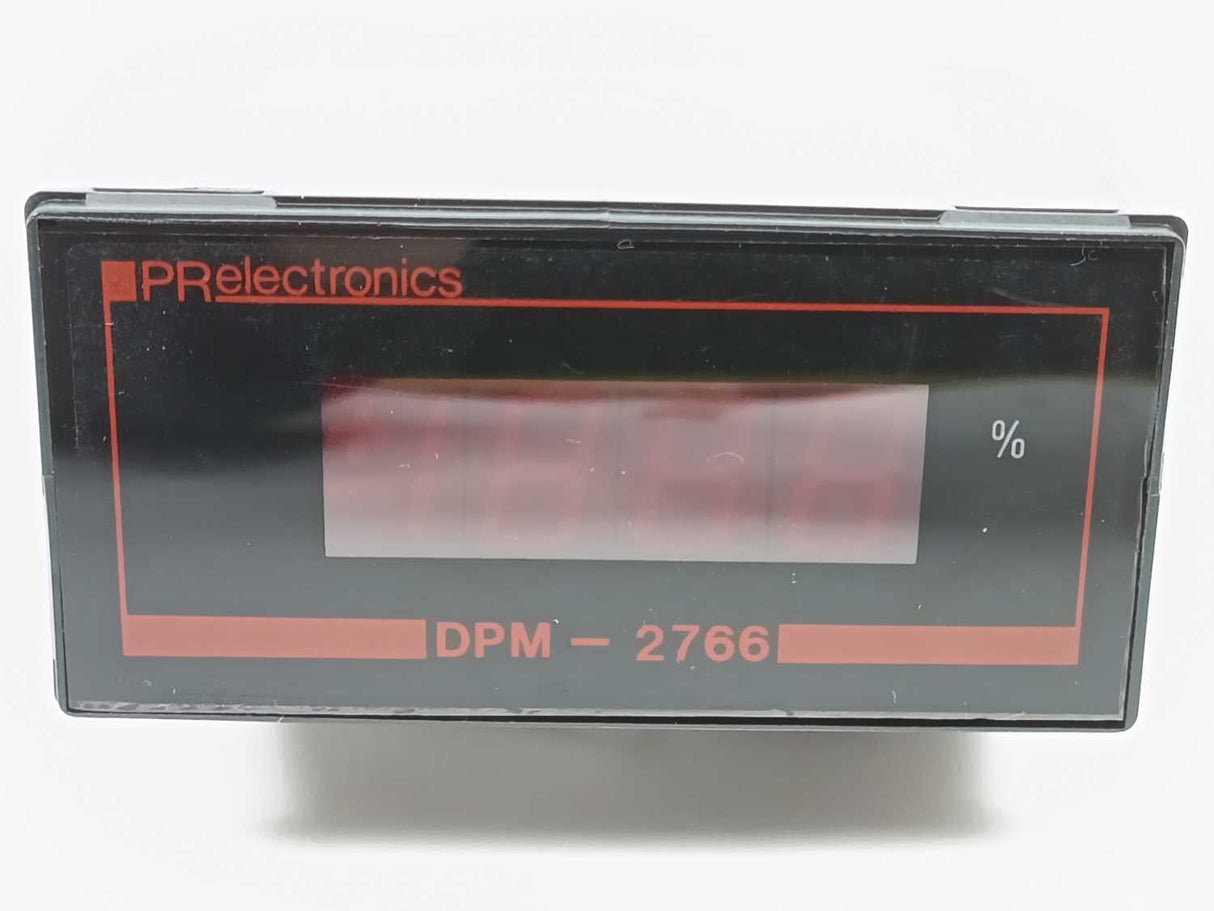 PRelectronics
%
DPM – 2766